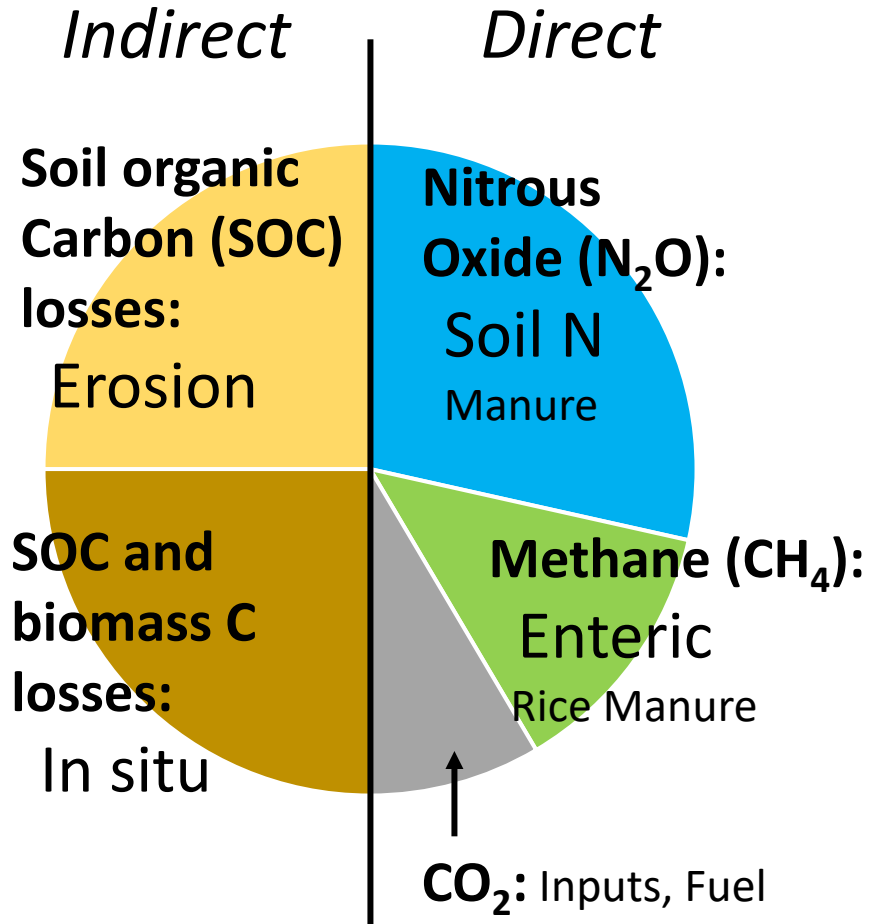 Indirect
Direct
Soil organic
Carbon (SOC)
losses:
Erosion
Nitrous
Oxide (N₂O):
Soil N
Manure
SOC and
biomass C
losses:
In situ
Methane (CH₄):
Enteric
Rice Manure
CO₂: Inputs, Fuel